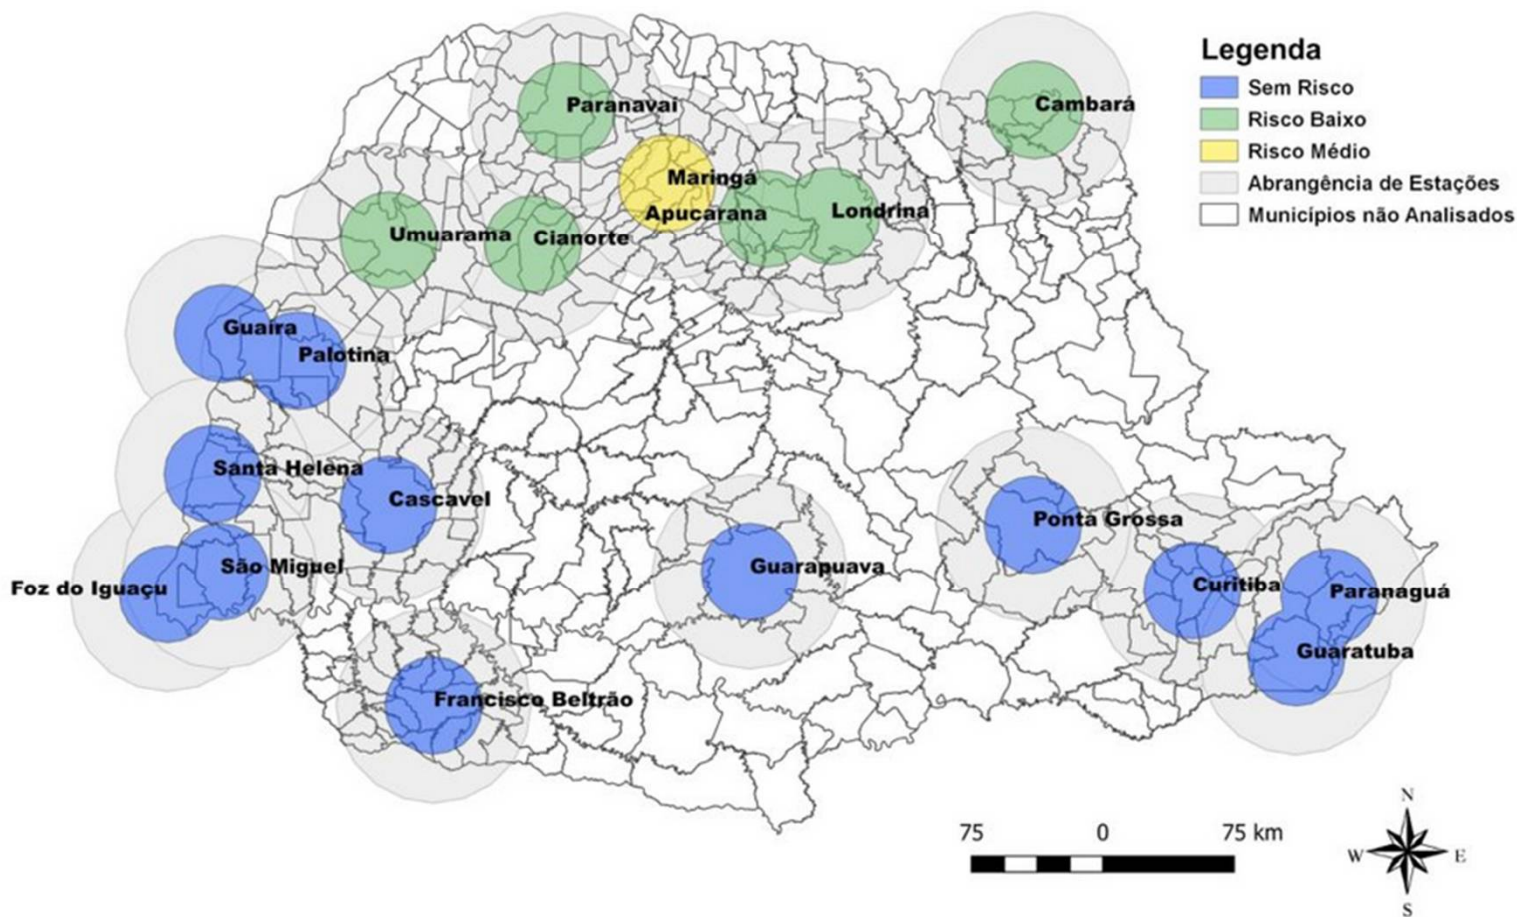 Legenda
Sem Risco
Risco Baixo
Risco Médio
Abrangência de Estações
Municípios não Analisados
Paranavai
Cambará
Maringá
Apucarana
Londrina
Umuarama
Cianorte
Guaira
Palotina
Santa Helena
Cascavel
São Miguel
Foz do Iguaçu
Guarapuava
Ponta Grossa
Curitiba
Paranaguá
Guaratuba
Francisco Beltrão
75 0 75 km
N
W E
S